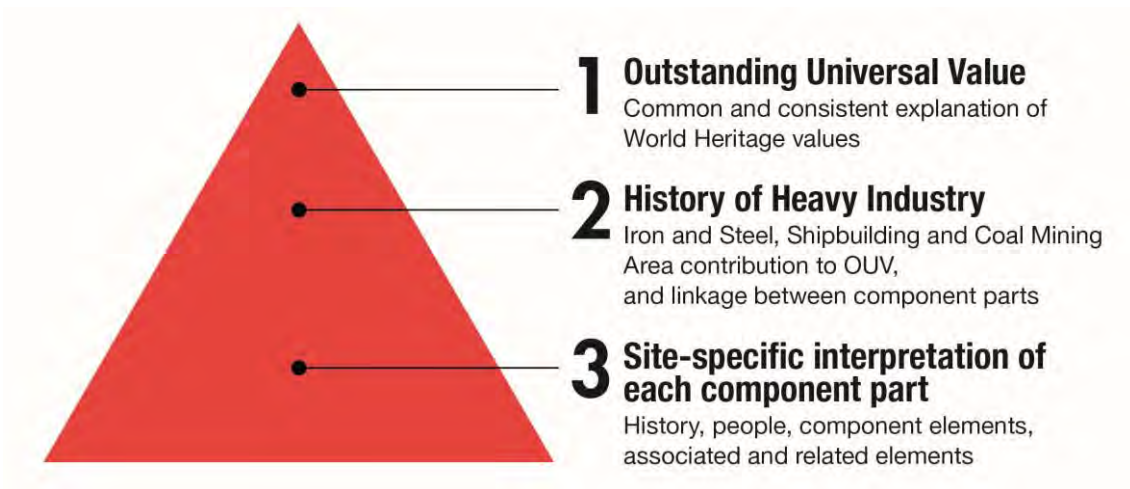 1 Outstanding Universal Value
Common and consistent explanation of
World Heritage values
2 History of Heavy Industry
Iron and Steel, Shipbuilding and Coal Mining
Area contribution to OUV,
and linkage between component parts
3 Site-specific interpretation of
each component part
History, people, component elements,
associated and related elements